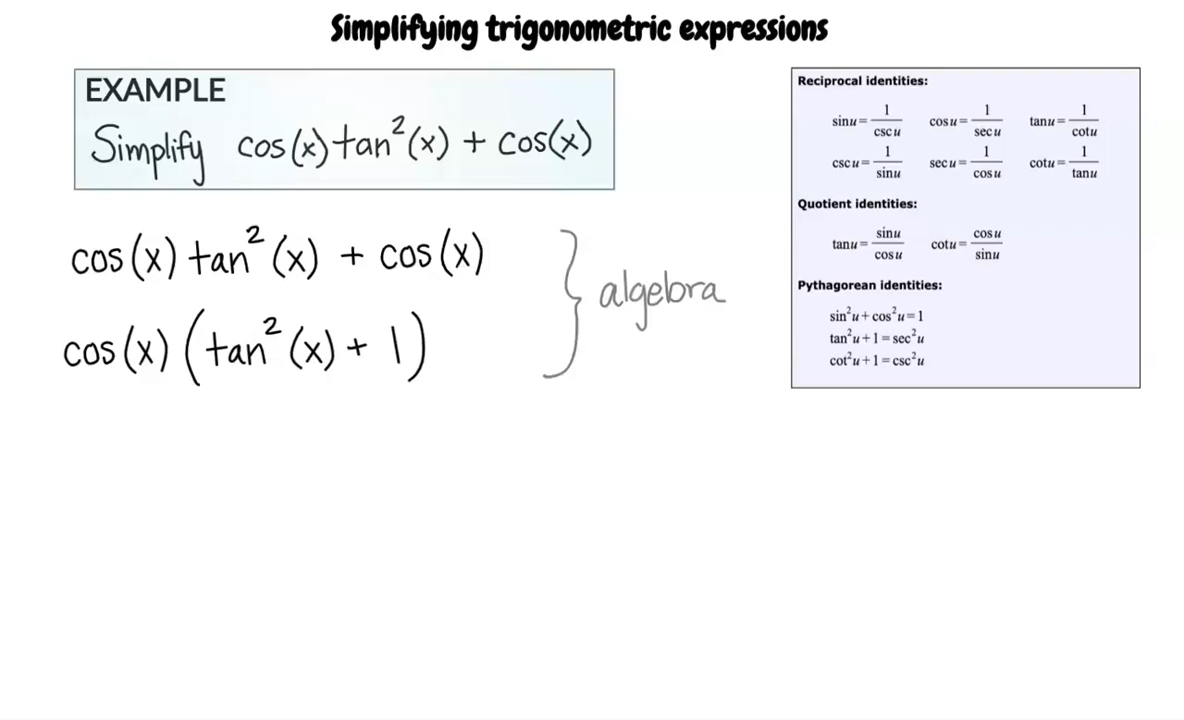 Simplifying trigonometric expressions
EXAMPLE
Simplify cos(x)tan²(x) + cos(x)
cos(x) tan²(x) + cos(x)
cos(x) (tan²(x) + 1)
} algebra
Reciprocal identities:
sin u = 1/csc u cos u = 1/sec u tan u = 1/cot u
csc u = 1/sin u sec u = 1/cos u cot u = 1/tan u
Quotient identities:
tan u = sin u/cos u cot u = cos u/sin u
Pythagorean identities:
sin²u + cos²u = 1
tan²u + 1 = sec²u
cot²u + 1 = csc²u